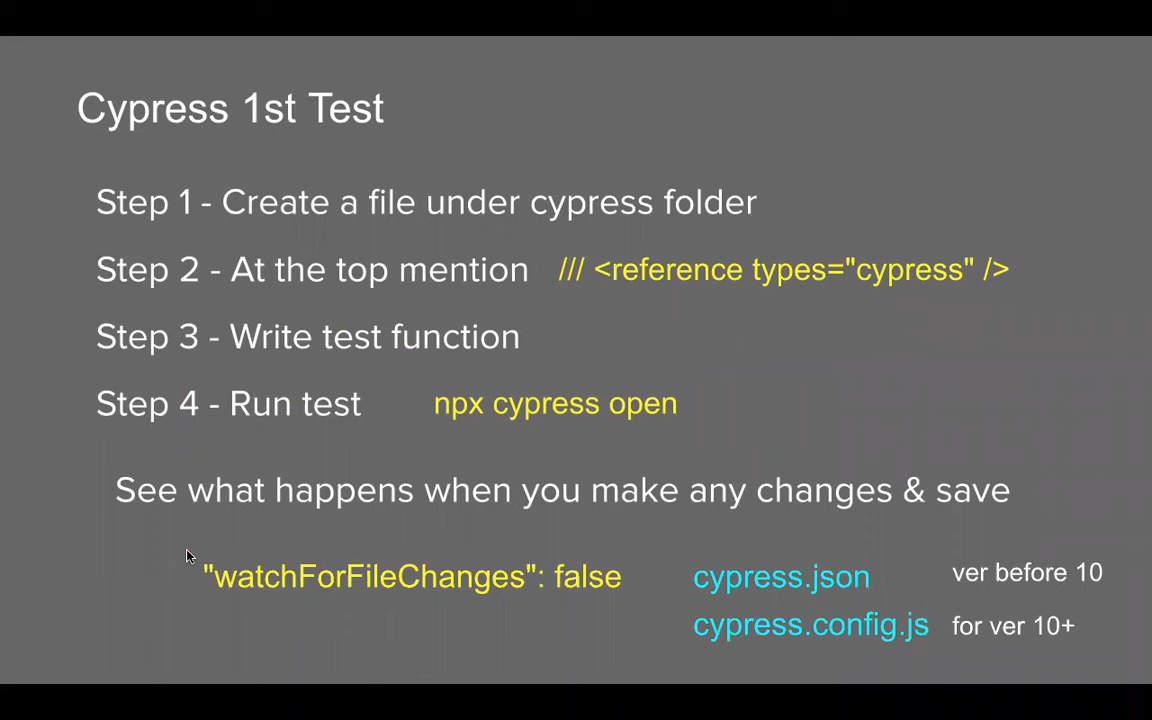 Cypress 1st Test
Step 1 - Create a file under cypress folder
Step 2 - At the top mention /// <reference types="cypress" />
Step 3 - Write test function
Step 4 - Run test npx cypress open
See what happens when you make any changes & save
"watchForFileChanges": false cypress.json ver before 10
cypress.config.js for ver 10+